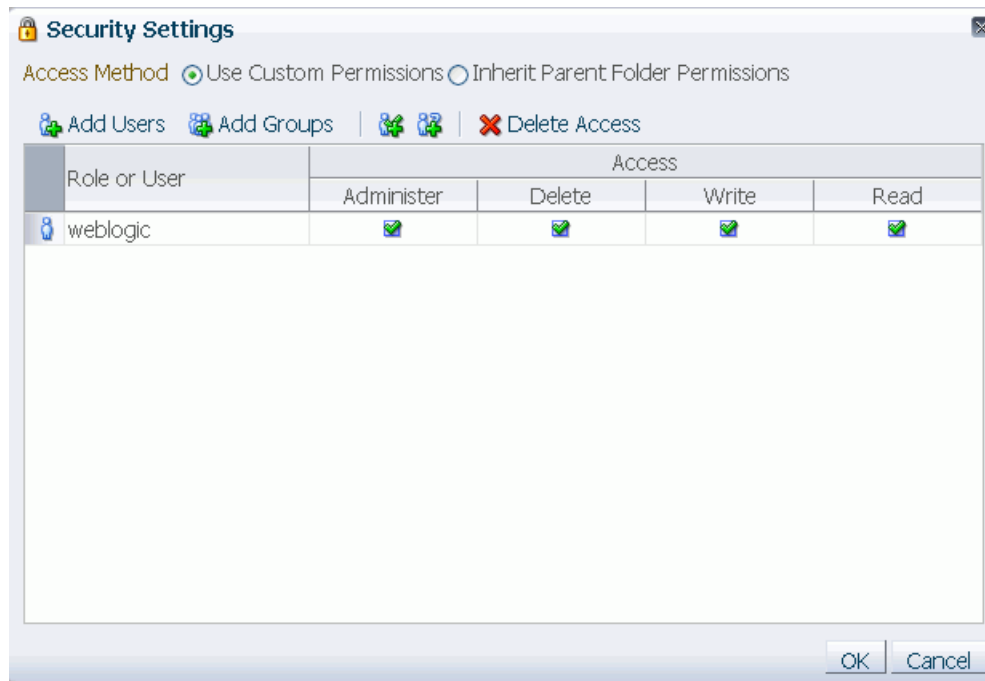 Security Settings
Access Method Use Custom Permissions Inherit Parent Folder Permissions
Add Users Add Groups Delete Access
Role or User
Access
Administer Delete Write Read
weblogic
OK Cancel